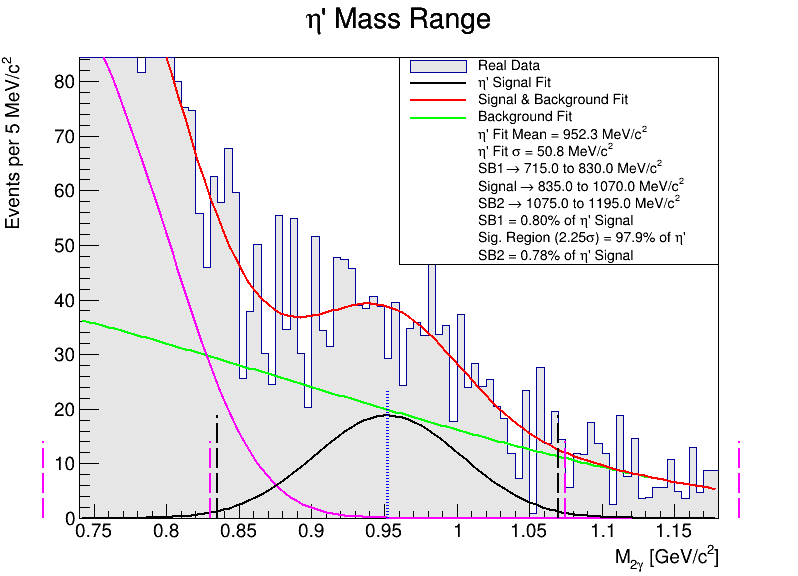 η' Mass Range
Events per 5 MeV/c²
80
70
60
50
40
30
20
10
0
Real Data
η' Signal Fit
Signal & Background Fit
Background Fit
η' Fit Mean = 952.3 MeV/c²
η' Fit σ = 50.8 MeV/c²
SB1 → 715.0 to 830.0 MeV/c²
Signal → 835.0 to 1070.0 MeV/c²
SB2 → 1075.0 to 1195.0 MeV/c²
SB1 = 0.80% of η' Signal
Sig. Region (2.25σ) = 97.9% of η'
SB2 = 0.78% of η' Signal
0.75 0.8 0.85 0.9 0.95 1 1.05 1.1 1.15
M₂γ [GeV/c²]